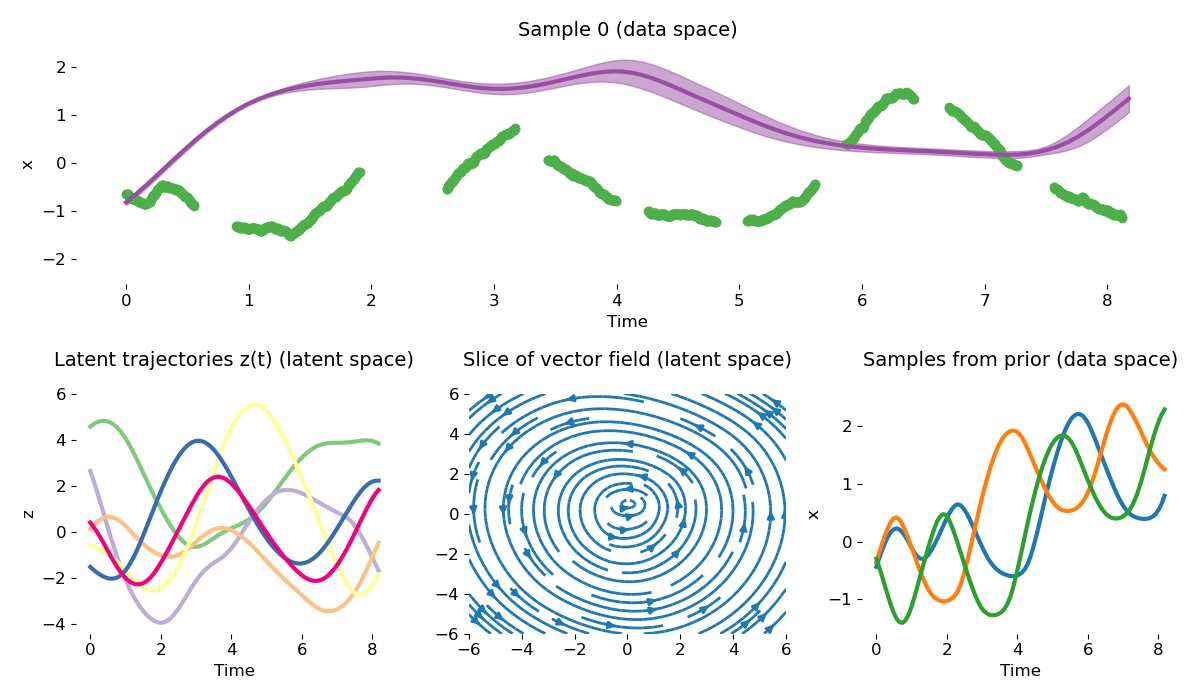 Sample 0 (data space)
2
1
0
−1
−2
x
0 1 2 3 4 5 6 7 8
Time
Latent trajectories z(t) (latent space)
6
4
2
0
−2
−4
z
0 2 4 6 8
Time
Slice of vector field (latent space)
6
4
2
0
−2
−4
−6
−6 −4 −2 0 2 4 6
Samples from prior (data space)
2
1
0
−1
x
0 2 4 6 8
Time